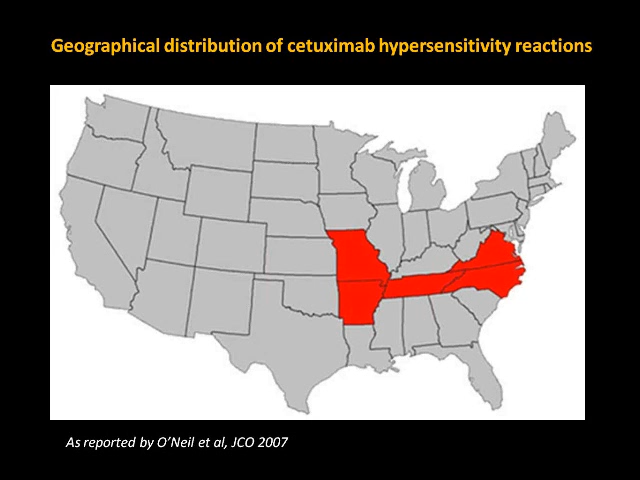 Geographical distribution of cetuximab hypersensitivity reactions
As reported by O’Neil et al, JCO 2007